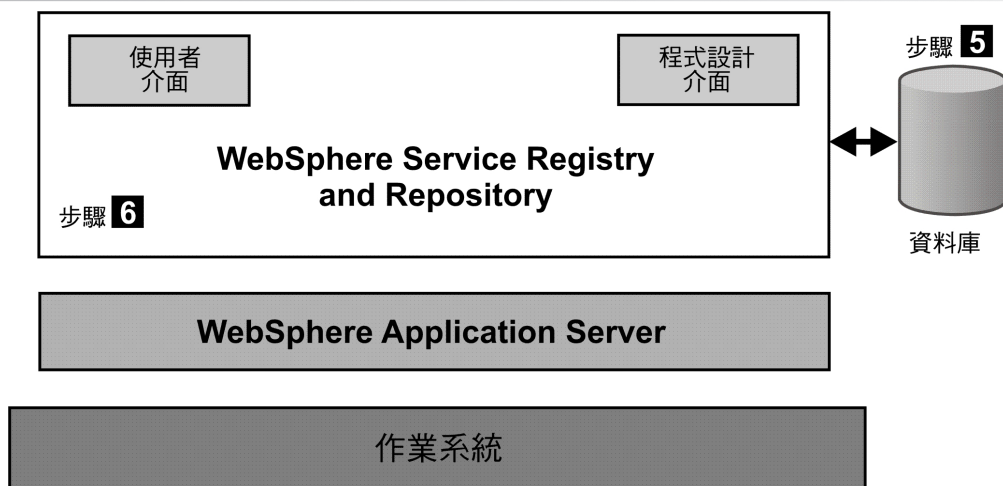 使用者
介面
程式設計
介面
步驟 5
WebSphere Service Registry
and Repository
步驟 6
資料庫
WebSphere Application Server
作業系統